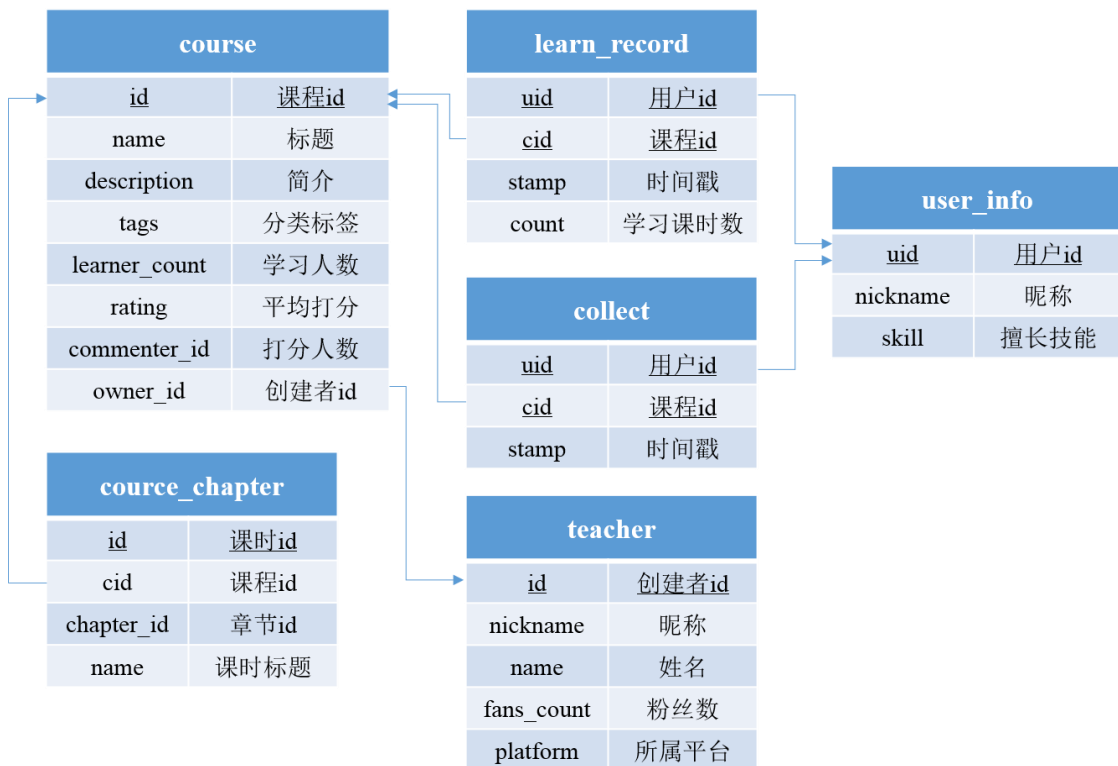 course
id 课程id
name 标题
description 简介
tags 分类标签
learner_count 学习人数
rating 平均打分
commenter_id 打分人数
owner_id 创建者id
cource_chapter
id 课时id
cid 课程id
chapter_id 章节id
name 课时标题
learn_record
uid 用户id
cid 课程id
stamp 时间戳
count 学习课时数
collect
uid 用户id
cid 课程id
stamp 时间戳
teacher
id 创建者id
nickname 昵称
name 姓名
fans_count 粉丝数
platform 所属平台
user_info
uid 用户id
nickname 昵称
skill 擅长技能